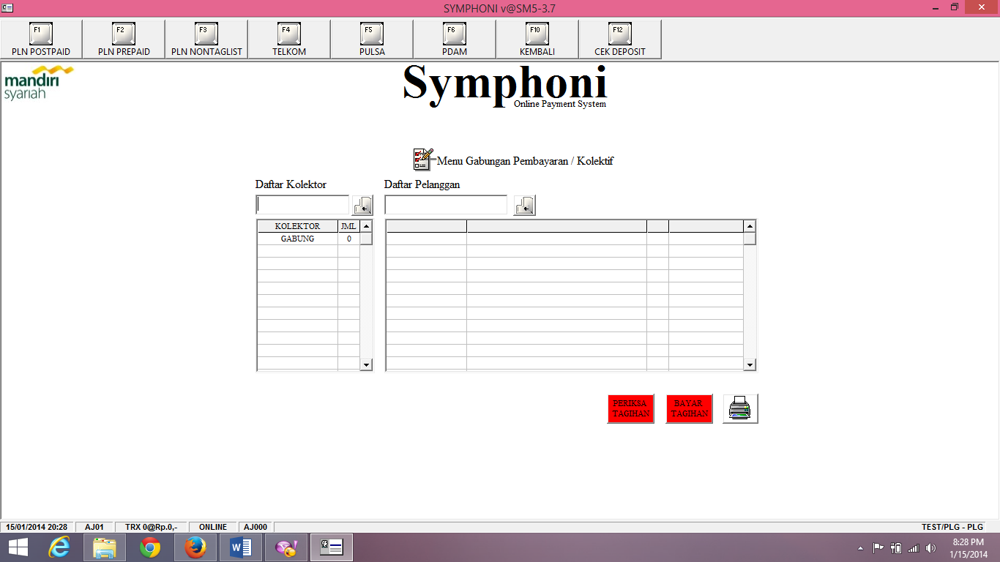 SYMPHONI v@SM5-3.7
F1 F2 F3 F4 F5 F6 F10 F12
PLN POSTPAID PLN PREPAID PLN NONTAGLIST TELKOM PULSA PDAM KEMBALI CEK DEPOSIT
mandiri
syariah
Symphoni
Online Payment System
Menu Gabungan Pembayaran / Kolektif
Daftar Kolektor Daftar Pelanggan
KOLEKTOR JML
GABUNG 0
PERIKSA TAGIHAN
BAYAR TAGIHAN
15/01/2014 20:28 AJ01 TRX 0@Rp.0,- ONLINE AJ000 TEST/PLG - PLG
8:28 PM
1/15/2014